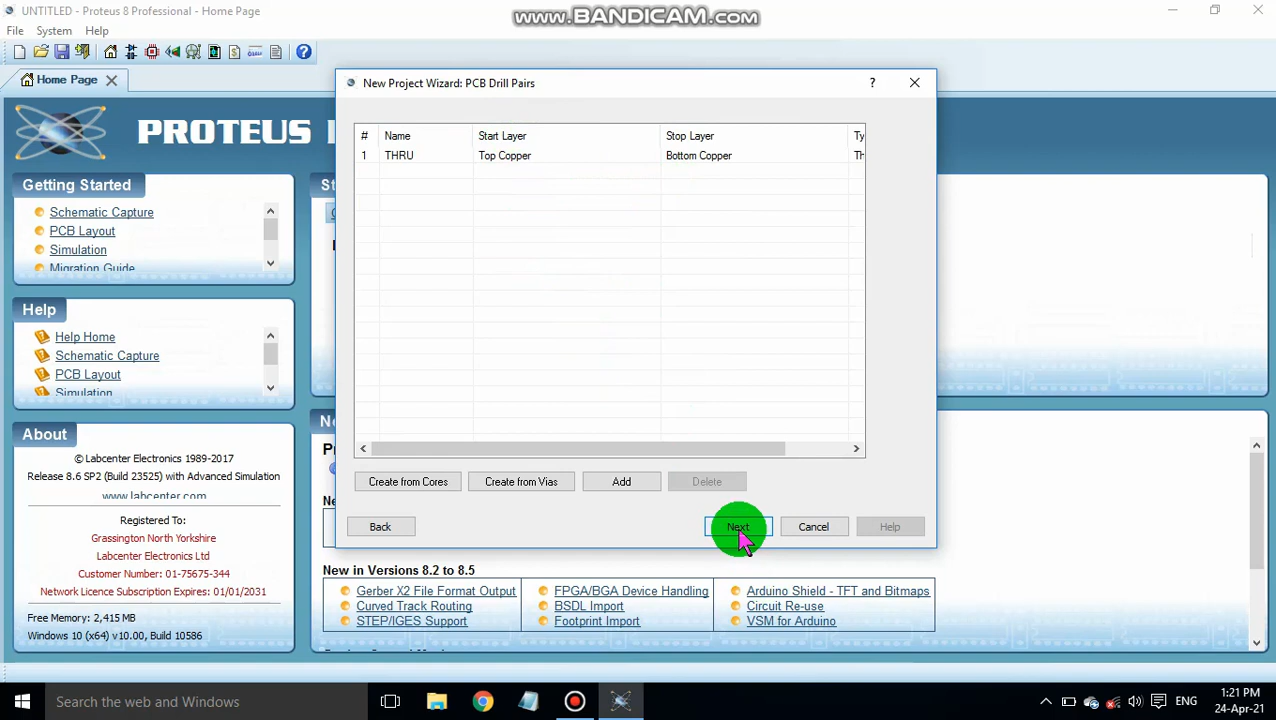 UNTITLED - Proteus 8 Professional - Home Page
www.BANDICAM.com
File System Help
Home Page
New Project Wizard: PCB Drill Pairs
# Name Start Layer Stop Layer
1 THRU Top Copper Bottom Copper
Create from Cores Create from Vias Add Delete
Back Next Cancel Help
PROTEUS
Getting Started
Schematic Capture
PCB Layout
Simulation
Migration Guide
Help
Help Home
Schematic Capture
PCB Layout
Simulation
About
© Labcenter Electronics 1989-2017
Release 8.6 SP2 (Build 23525) with Advanced Simulation
www.labcenter.com
Registered To:
Grassington North Yorkshire
Labcenter Electronics Ltd
Customer Number: 01-75675-344
Network Licence Subscription Expires: 01/01/2031
Free Memory: 2,415 MB
Windows 10 (x64) v10.00, Build 10586
New in Versions 8.2 to 8.5
Gerber X2 File Format Output FPGA/BGA Device Handling Arduino Shield - TFT and Bitmaps
Curved Track Routing BSDL Import Circuit Re-use
STEP/IGES Support Footprint Import VSM for Arduino
Search the web and Windows
ENG
1:21 PM
24-Apr-21